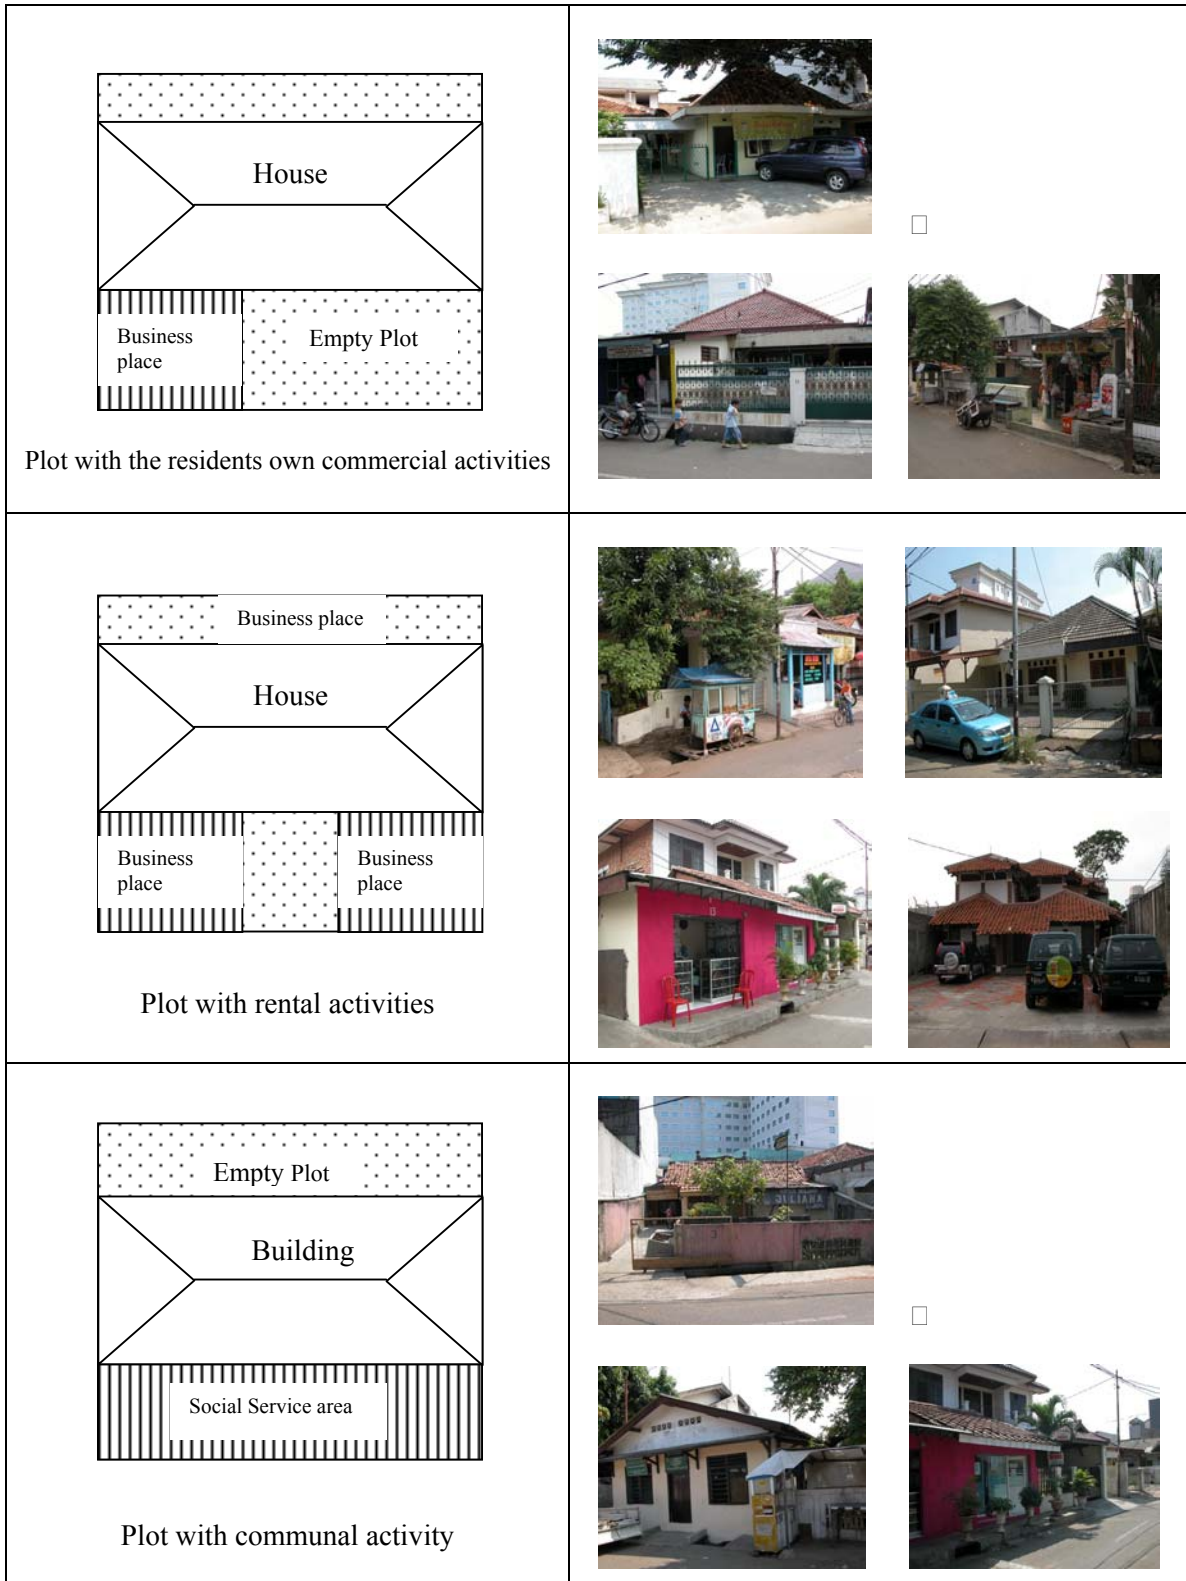 House
Business
place
Empty Plot
Plot with the residents own commercial activities
Business place
House
Business
place
Business
place
Plot with rental activities
Empty Plot
Building
Social Service area
Plot with communal activity
JULIANA